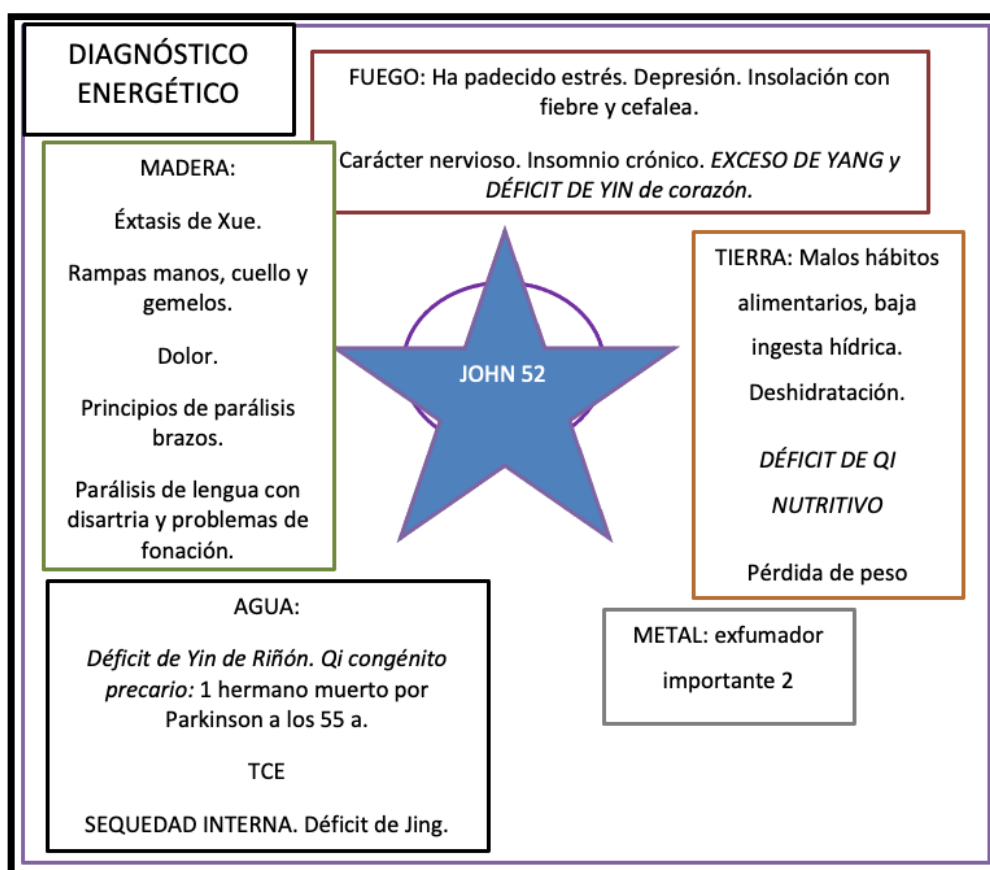 DIAGNÓSTICO
ENERGÉTICO
FUEGO: Ha padecido estrés. Depresión. Insolación con
fiebre y cefalea.
Carácter nervioso. Insomnio crónico. EXCESO DE YANG y
DÉFICIT DE YIN de corazón.
MADERA:
Éxtasis de Xue.
Rampas manos, cuello y
gemelos.
Dolor.
Principios de parálisis
brazos.
Parálisis de lengua con
disartria y problemas de
fonación.
JOHN 52
TIERRA: Malos hábitos
alimentarios, baja
ingesta hídrica.
Deshidratación.
DÉFICIT DE QI
NUTRITIVO
Pérdida de peso
AGUA:
Déficit de Yin de Riñón. Qi congénito
precario: 1 hermano muerto por
Parkinson a los 55 a.
TCE
SEQUEDAD INTERNA. Déficit de Jing.
METAL: exfumador
importante 2